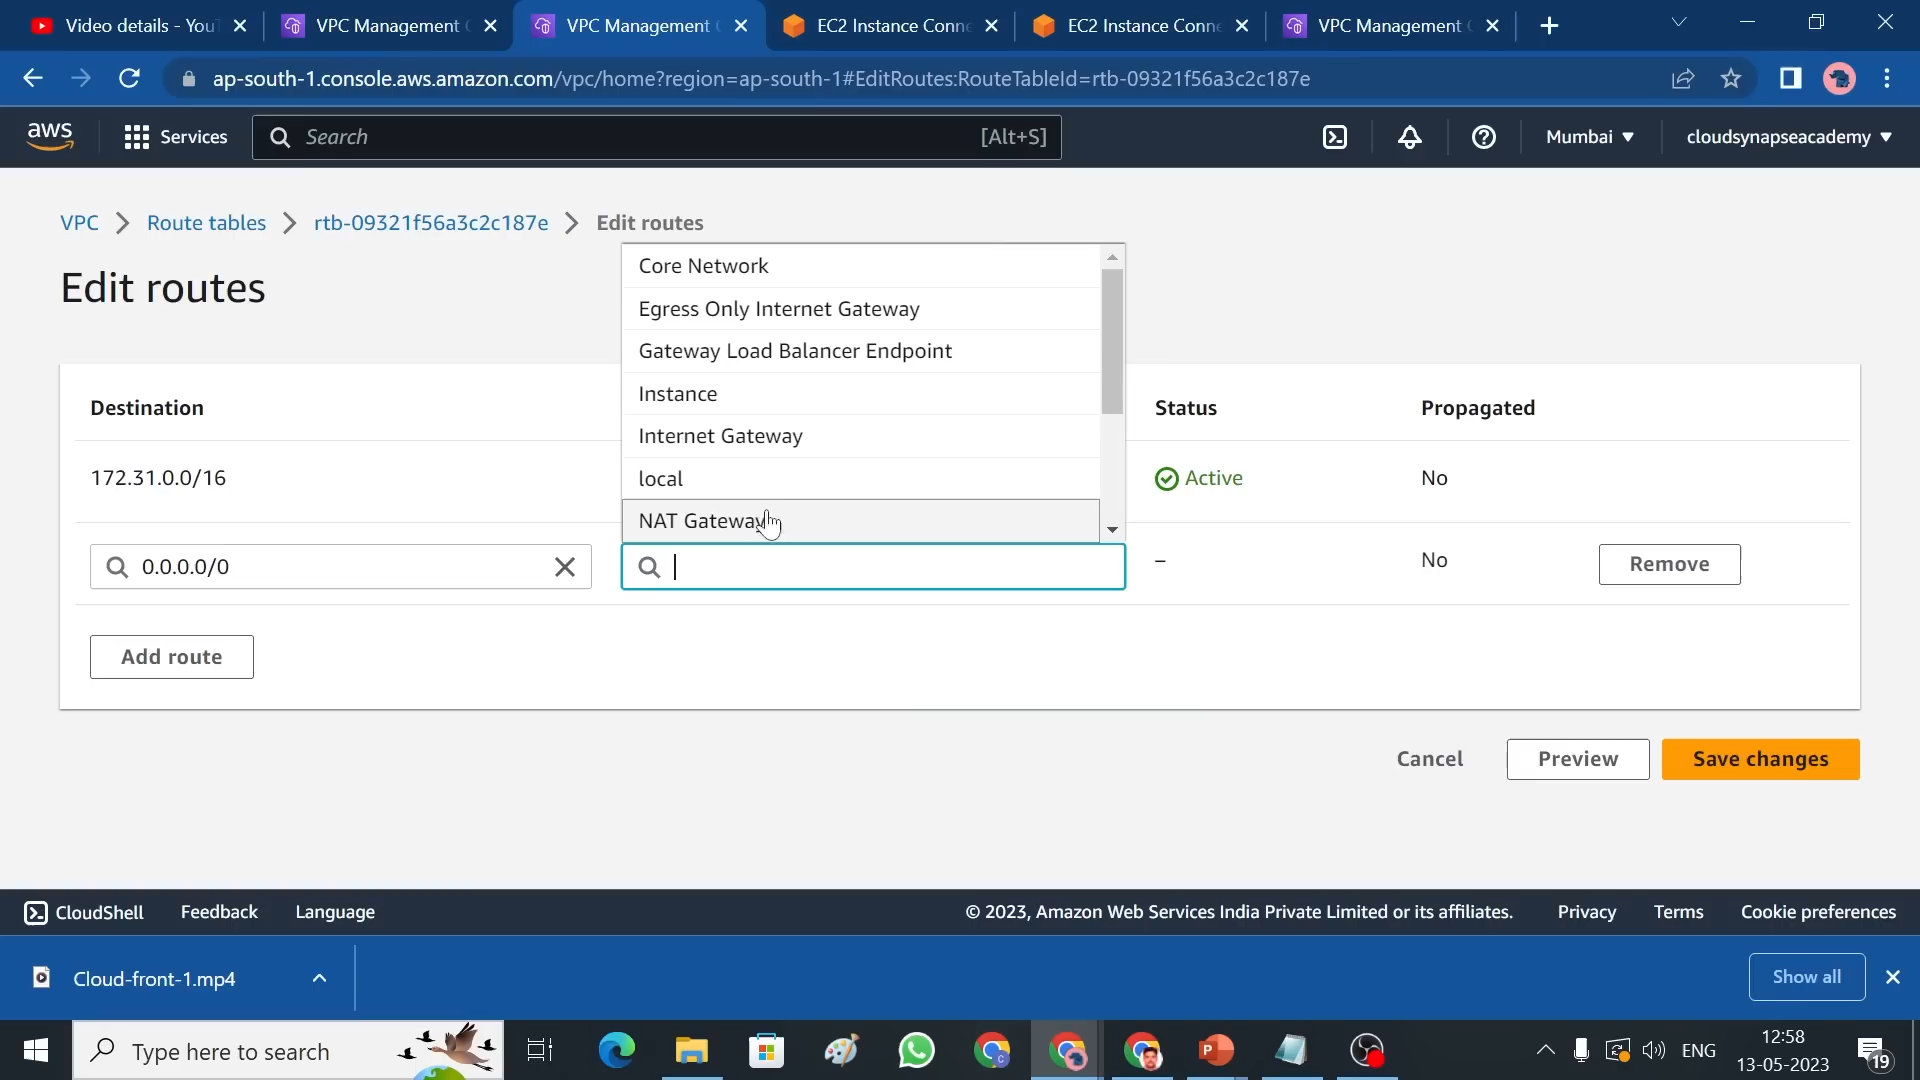 Video details - YouT
VPC Management C
VPC Management C
EC2 Instance Conne
EC2 Instance Conne
VPC Management C
ap-south-1.console.aws.amazon.com/vpc/home?region=ap-south-1#EditRoutes:RouteTableId=rtb-09321f56a3c2c187e
aws
Services
Search
[Alt+S]
Mumbai
cloudsynapseacademy
VPC
Route tables
rtb-09321f56a3c2c187e
Edit routes
Edit routes
Core Network
Egress Only Internet Gateway
Gateway Load Balancer Endpoint
Instance
Internet Gateway
local
NAT Gateway
Destination
Status
Propagated
172.31.0.0/16
Active
No
0.0.0.0/0
–
No
Remove
Add route
Cancel
Preview
Save changes
CloudShell
Feedback
Language
© 2023, Amazon Web Services India Private Limited or its affiliates.
Privacy
Terms
Cookie preferences
Cloud-front-1.mp4
Show all
Type here to search
ENG
12:58
13-05-2023
19